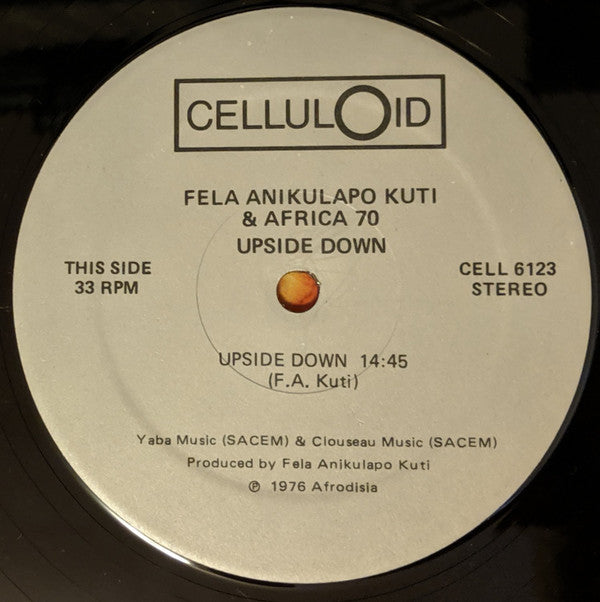 CELLULOID
FELA ANIKULAPO KUTI
& AFRICA 70
UPSIDE DOWN
THIS SIDE
33 RPM
CELL 6123
STEREO
UPSIDE DOWN 14:45
(F.A. Kuti)
Yaba Music (SACEM) & Clouseau Music (SACEM)
Produced by Fela Anikulapo Kuti
℗ 1976 Afrodisia